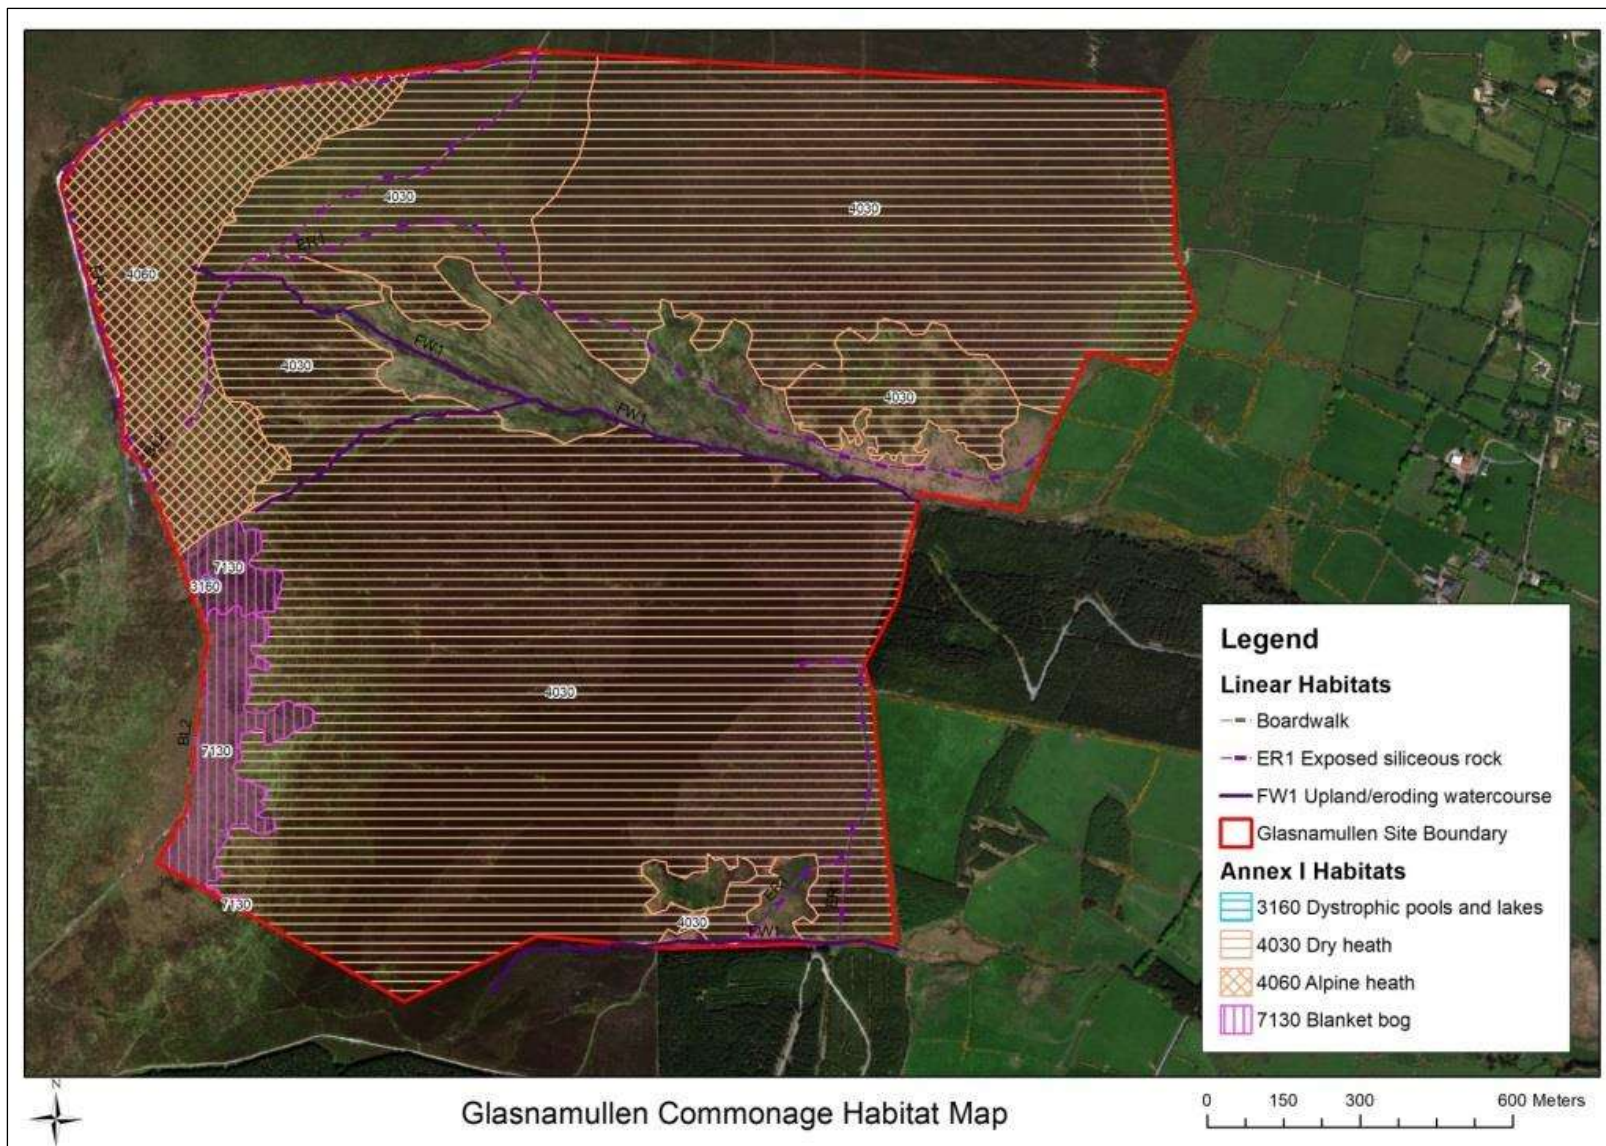 4030
4030
ER1
4060
FW1
4030
4030
FW1
7130
3160
4030
BL2
7130
ER1
7130
4030
FW1
Legend
Linear Habitats
Boardwalk
ER1 Exposed siliceous rock
FW1 Upland/eroding watercourse
Glasnamullen Site Boundary
Annex I Habitats
3160 Dystrophic pools and lakes
4030 Dry heath
4060 Alpine heath
7130 Blanket bog
N
Glasnamullen Commonage Habitat Map
0 150 300 600 Meters